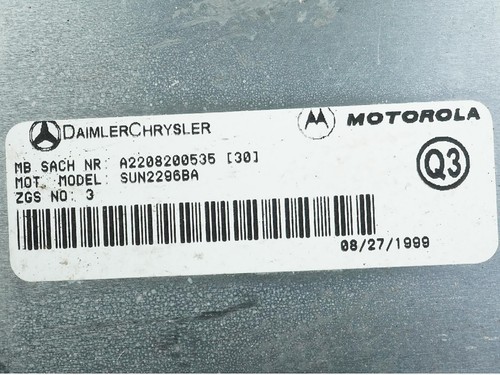 DAIMLERCHRYSLER
MOTOROLA
MB SACH NR: A2208200535 [30]
MOT. MODEL: SUN2296BA
ZGS NO: 3
Q3
08/27/1999